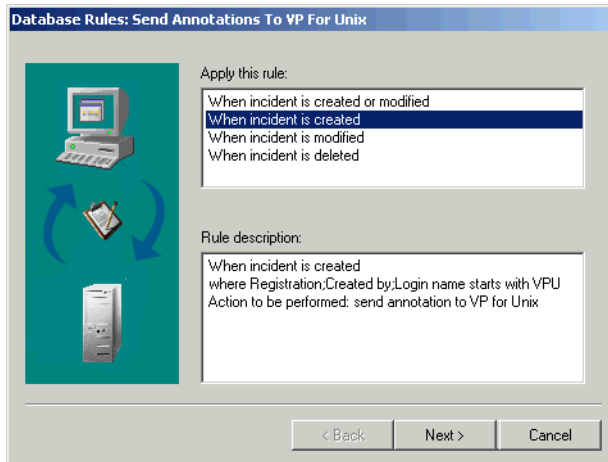 Database Rules: Send Annotations To VP For Unix
Apply this rule:
When incident is created or modified
When incident is created
When incident is modified
When incident is deleted
Rule description:
When incident is created
where Registration;Created by;Login name starts with VPU
Action to be performed: send annotation to VP for Unix
< Back
Next >
Cancel